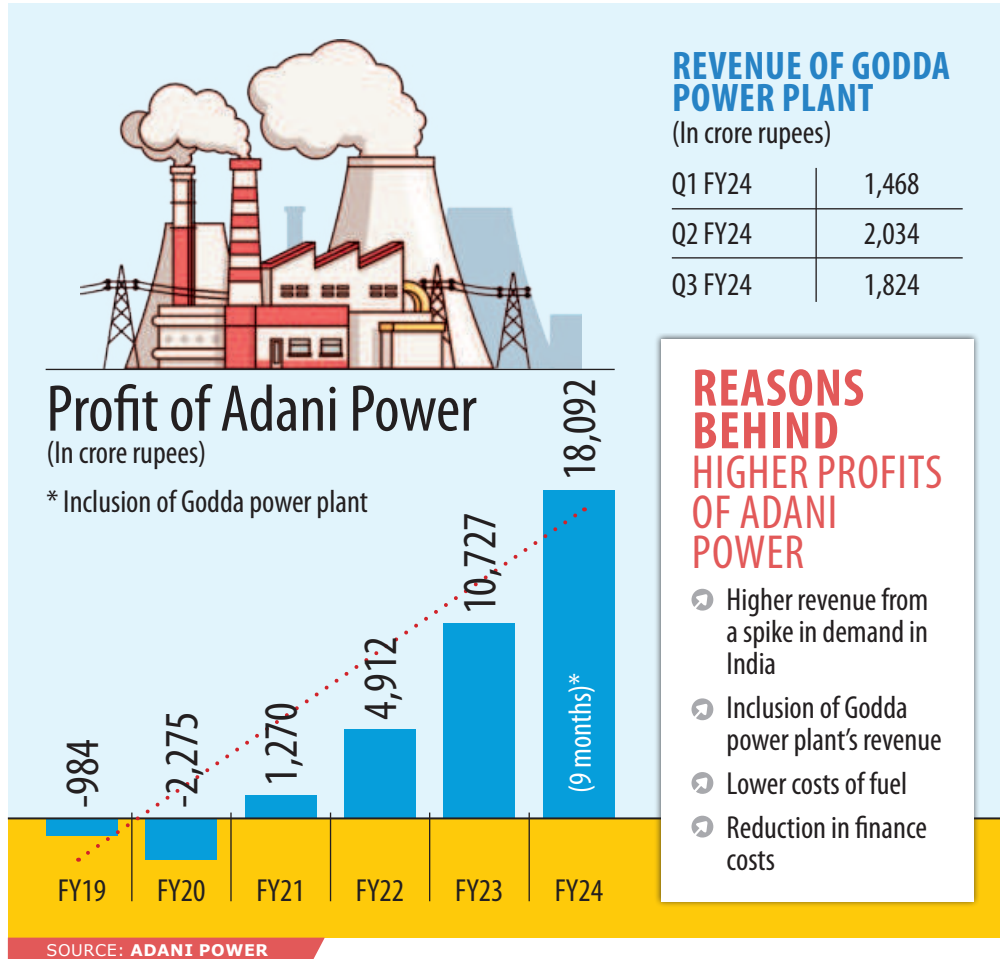 REVENUE OF GODDA
POWER PLANT
(In crore rupees)
Q1 FY24 1,468
Q2 FY24 2,034
Q3 FY24 1,824
Profit of Adani Power
(In crore rupees)
* Inclusion of Godda power plant
-984
-2,275
1,270
4,912
10,727
18,092
(9 months)*
FY19 FY20 FY21 FY22 FY23 FY24
REASONS
BEHIND
HIGHER PROFITS
OF ADANI
POWER
Higher revenue from
a spike in demand in
India
Inclusion of Godda
power plant's revenue
Lower costs of fuel
Reduction in finance
costs
SOURCE: ADANI POWER